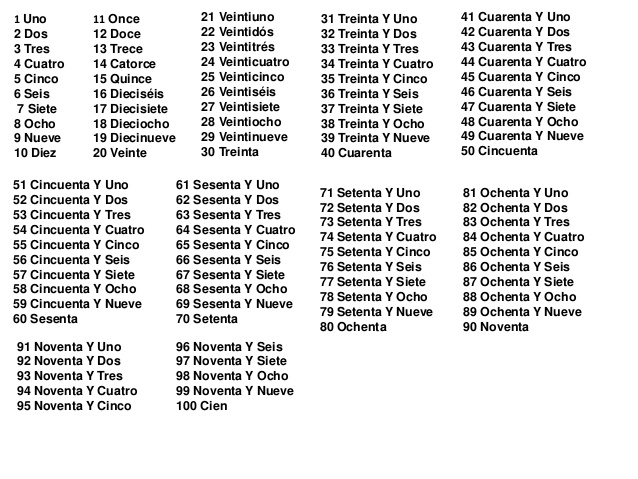 1 Uno
2 Dos
3 Tres
4 Cuatro
5 Cinco
6 Seis
7 Siete
8 Ocho
9 Nueve
10 Diez
11 Once
12 Doce
13 Trece
14 Catorce
15 Quince
16 Dieciséis
17 Diecisiete
18 Dieciocho
19 Diecinueve
20 Veinte
21 Veintiuno
22 Veintidós
23 Veintitrés
24 Veinticuatro
25 Veinticinco
26 Veintiséis
27 Veintisiete
28 Veintiocho
29 Veintinueve
30 Treinta
31 Treinta Y Uno
32 Treinta Y Dos
33 Treinta Y Tres
34 Treinta Y Cuatro
35 Treinta Y Cinco
36 Treinta Y Seis
37 Treinta Y Siete
38 Treinta Y Ocho
39 Treinta Y Nueve
40 Cuarenta
41 Cuarenta Y Uno
42 Cuarenta Y Dos
43 Cuarenta Y Tres
44 Cuarenta Y Cuatro
45 Cuarenta Y Cinco
46 Cuarenta Y Seis
47 Cuarenta Y Siete
48 Cuarenta Y Ocho
49 Cuarenta Y Nueve
50 Cincuenta
51 Cincuenta Y Uno
52 Cincuenta Y Dos
53 Cincuenta Y Tres
54 Cincuenta Y Cuatro
55 Cincuenta Y Cinco
56 Cincuenta Y Seis
57 Cincuenta Y Siete
58 Cincuenta Y Ocho
59 Cincuenta Y Nueve
60 Sesenta
61 Sesenta Y Uno
62 Sesenta Y Dos
63 Sesenta Y Tres
64 Sesenta Y Cuatro
65 Sesenta Y Cinco
66 Sesenta Y Seis
67 Sesenta Y Siete
68 Sesenta Y Ocho
69 Sesenta Y Nueve
70 Setenta
71 Setenta Y Uno
72 Setenta Y Dos
73 Setenta Y Tres
74 Setenta Y Cuatro
75 Setenta Y Cinco
76 Setenta Y Seis
77 Setenta Y Siete
78 Setenta Y Ocho
79 Setenta Y Nueve
80 Ochenta
81 Ochenta Y Uno
82 Ochenta Y Dos
83 Ochenta Y Tres
84 Ochenta Y Cuatro
85 Ochenta Y Cinco
86 Ochenta Y Seis
87 Ochenta Y Siete
88 Ochenta Y Ocho
89 Ochenta Y Nueve
90 Noventa
91 Noventa Y Uno
92 Noventa Y Dos
93 Noventa Y Tres
94 Noventa Y Cuatro
95 Noventa Y Cinco
96 Noventa Y Seis
97 Noventa Y Siete
98 Noventa Y Ocho
99 Noventa Y Nueve
100 Cien